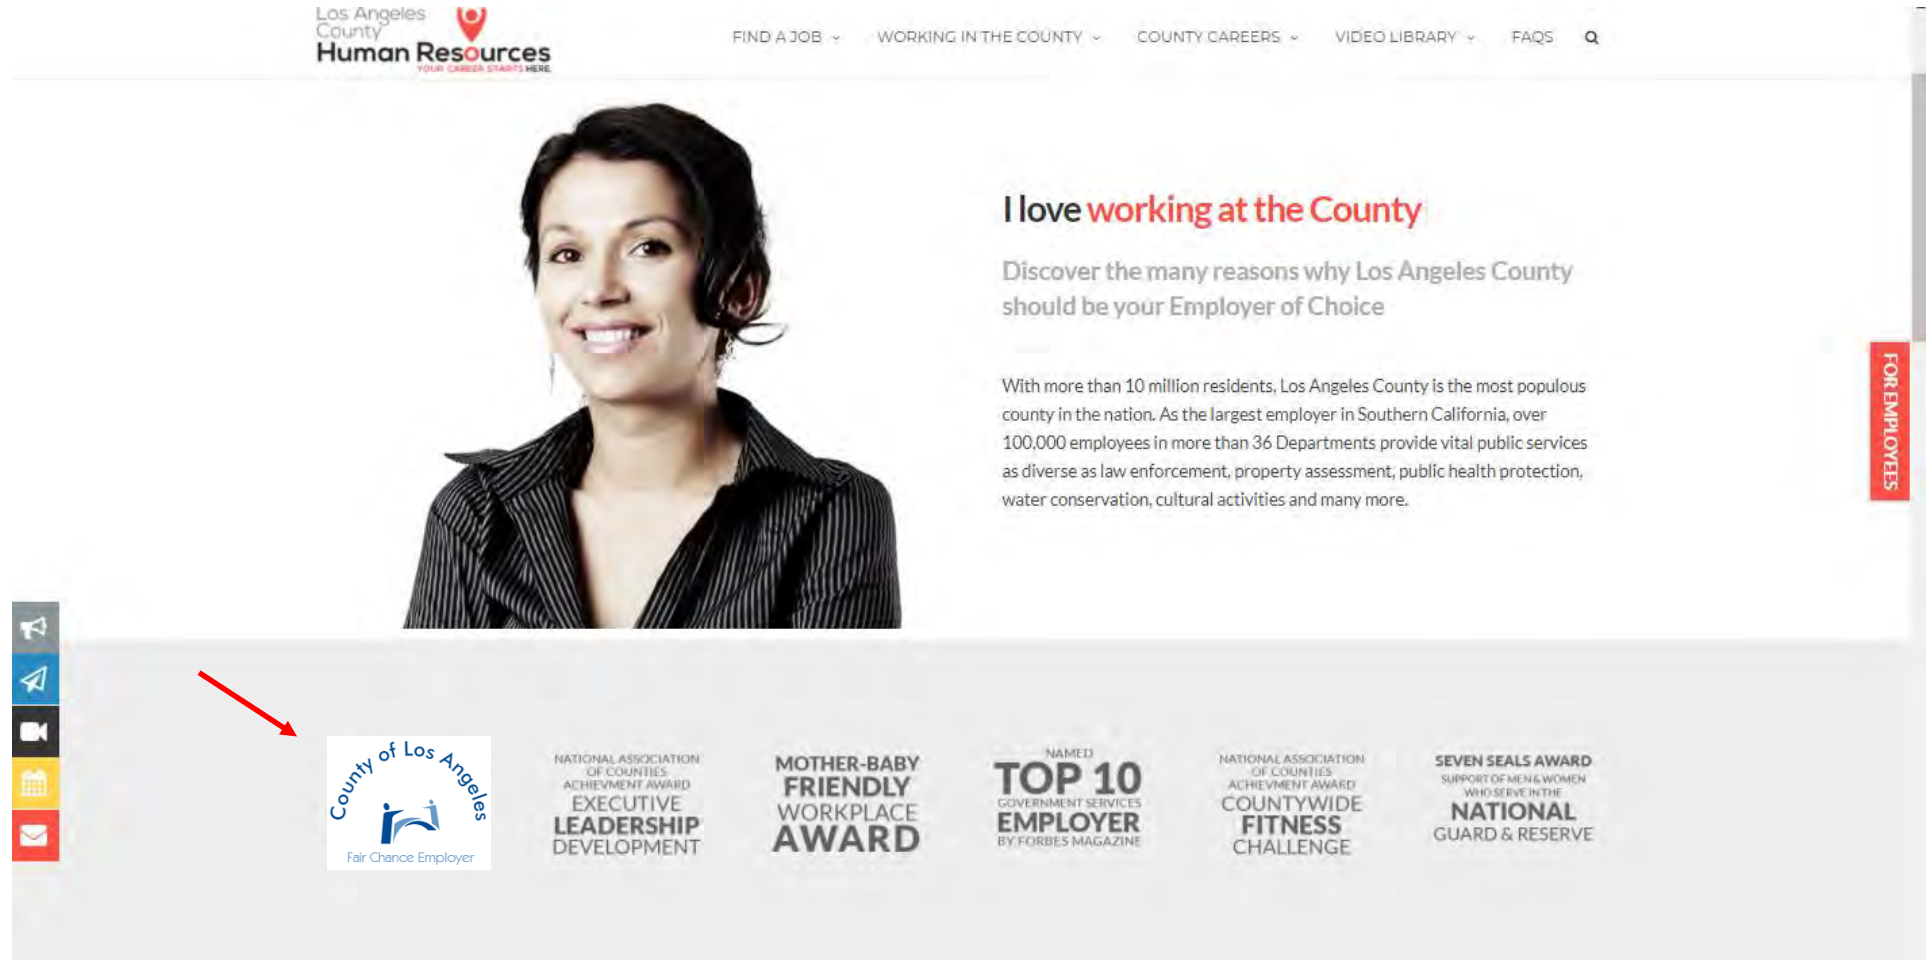 Los Angeles
County
Human Resources
YOUR CAREER STARTS HERE
FIND A JOB
WORKING IN THE COUNTY
COUNTY CAREERS
VIDEO LIBRARY
FAQS
I love working at the County
Discover the many reasons why Los Angeles County
should be your Employer of Choice
With more than 10 million residents, Los Angeles County is the most populous
county in the nation. As the largest employer in Southern California, over
100,000 employees in more than 36 Departments provide vital public services
as diverse as law enforcement, property assessment, public health protection,
water conservation, cultural activities and many more.
FOR EMPLOYEES
County of Los Angeles
Fair Chance Employer
NATIONAL ASSOCIATION
OF COUNTIES
ACHIEVMENT AWARD
EXECUTIVE
LEADERSHIP
DEVELOPMENT
MOTHER-BABY
FRIENDLY
WORKPLACE
AWARD
NAMED
TOP 10
GOVERNMENT SERVICES
EMPLOYER
BY FORBES MAGAZINE
NATIONAL ASSOCIATION
OF COUNTIES
ACHIEVMENT AWARD
COUNTYWIDE
FITNESS
CHALLENGE
SEVEN SEALS AWARD
SUPPORT OF MEN & WOMEN
WHO SERVE IN THE
NATIONAL
GUARD & RESERVE